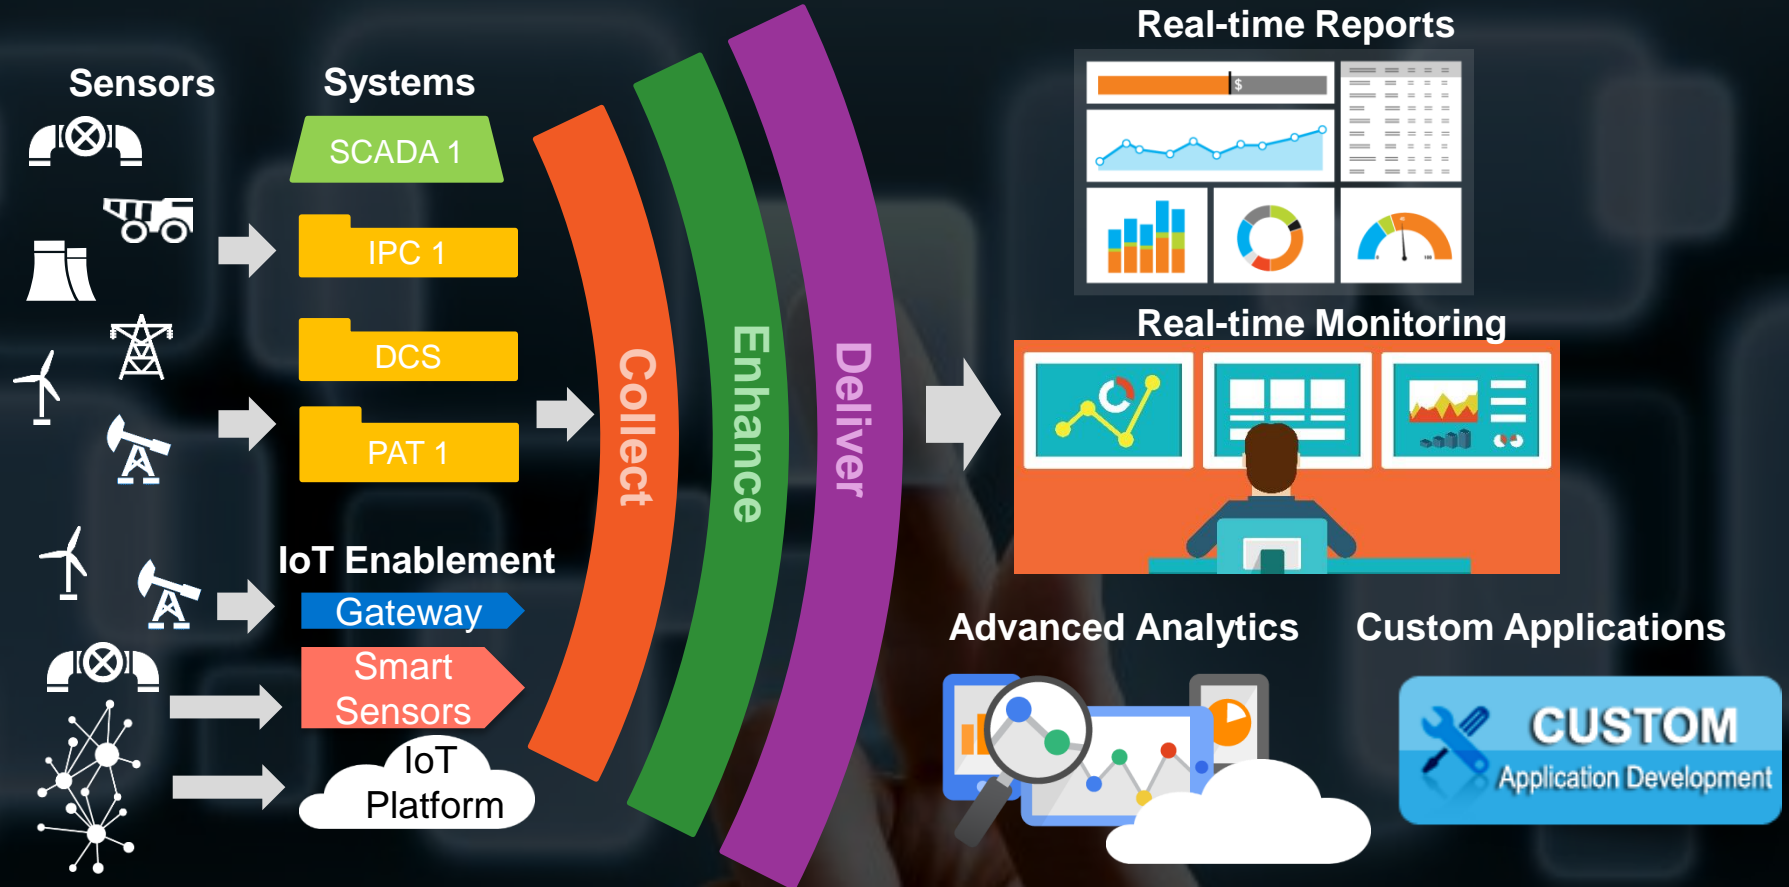 Sensors
Systems
SCADA 1
IPC 1
DCS
PAT 1
IoT Enablement
Gateway
Smart
Sensors
IoT
Platform
Collect
Enhance
Deliver
Real-time Reports
$
Real-time Monitoring
Advanced Analytics
Custom Applications
CUSTOM
Application Development